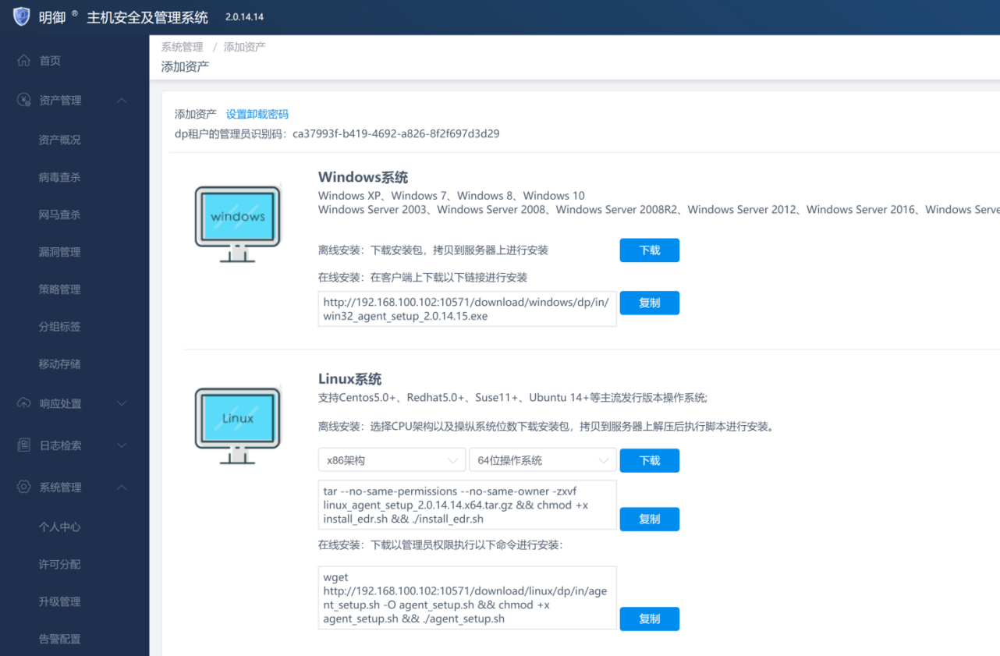 明御 ® 主机安全及管理系统 2.0.14.14
首页
资产管理
资产概况
病毒查杀
网马查杀
漏洞管理
策略管理
分组标签
移动存储
响应处置
日志检索
系统管理
个人中心
许可分配
升级管理
告警配置
系统管理 / 添加资产
添加资产
添加资产 设置卸载密码
dp租户的管理员识别码：ca37993f-b419-4692-a826-8f2f697d3d29
windows
Windows系统
Windows XP、Windows 7、Windows 8、Windows 10
Windows Server 2003、Windows Server 2008、Windows Server 2008R2、Windows Server 2012、Windows Server 2016、Windows Serve
离线安装：下载安装包，拷贝到服务器上进行安装 下载
在线安装：在客户端上下载以下链接进行安装
http://192.168.100.102:10571/download/windows/dp/in/
win32_agent_setup_2.0.14.15.exe
复制
Linux
Linux系统
支持Centos5.0+、Redhat5.0+、Suse11+、Ubuntu 14+等主流发行版本操作系统;
离线安装：选择CPU架构以及操纵系统位数下载安装包，拷贝到服务器上解压后执行脚本进行安装。
x86架构 64位操作系统 下载
tar --no-same-permissions --no-same-owner -zxvf
linux_agent_setup_2.0.14.14.x64.tar.gz && chmod +x
install_edr.sh && ./install_edr.sh
复制
在线安装：下载以管理员权限执行以下命令进行安装：
wget
http://192.168.100.102:10571/download/linux/dp/in/age
nt_setup.sh -O agent_setup.sh && chmod +x
agent_setup.sh && ./agent_setup.sh
复制